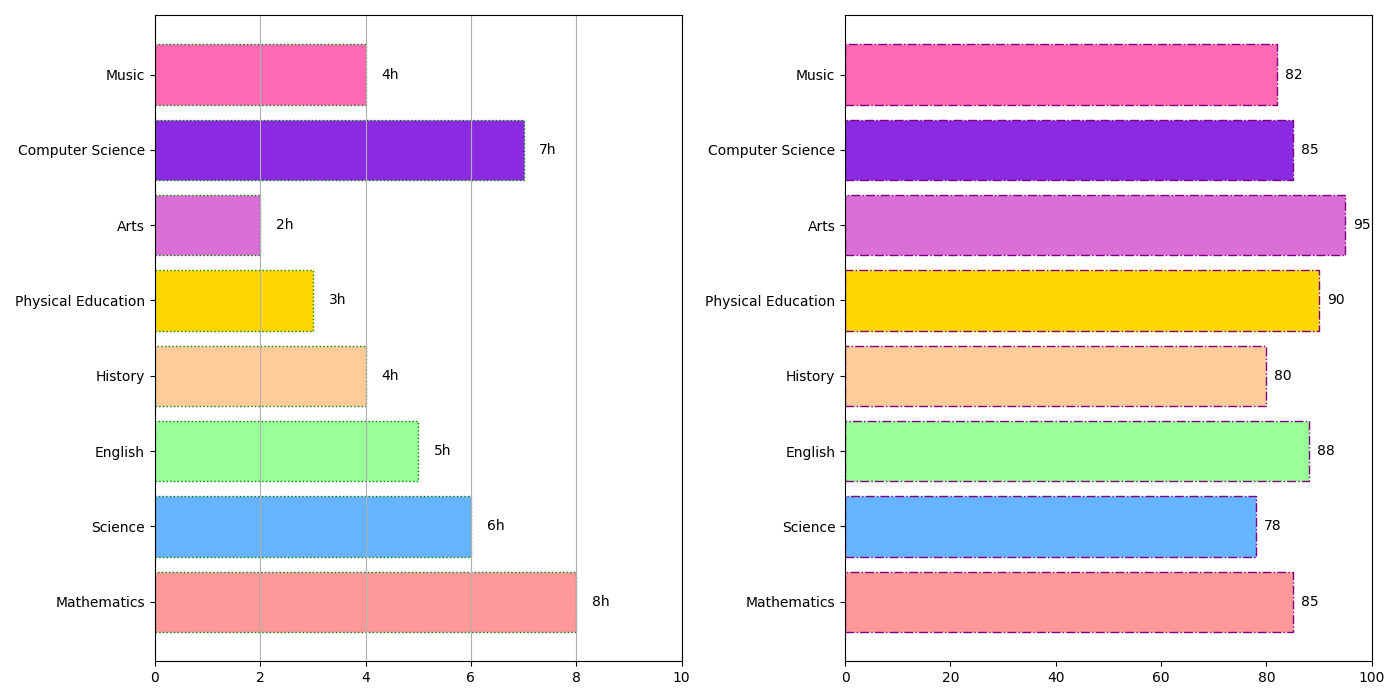 Music
4h
Computer Science
7h
Arts
2h
Physical Education
3h
History
4h
English
5h
Science
6h
Mathematics
8h
0 2 4 6 8 10
Music
82
Computer Science
85
Arts
95
Physical Education
90
History
80
English
88
Science
78
Mathematics
85
0 20 40 60 80 100